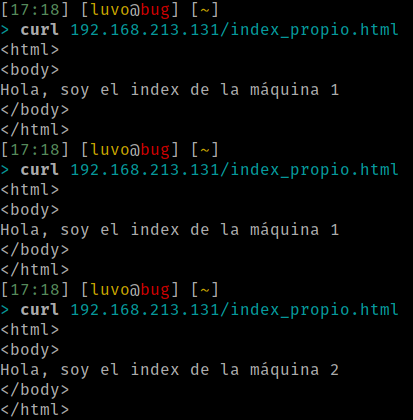 [17:18] [luvo@bug] [~]
> curl 192.168.213.131/index_propio.html
<html>
<body>
Hola, soy el index de la máquina 1
</body>
</html>
[17:18] [luvo@bug] [~]
> curl 192.168.213.131/index_propio.html
<html>
<body>
Hola, soy el index de la máquina 1
</body>
</html>
[17:18] [luvo@bug] [~]
> curl 192.168.213.131/index_propio.html
<html>
<body>
Hola, soy el index de la máquina 2
</body>
</html>